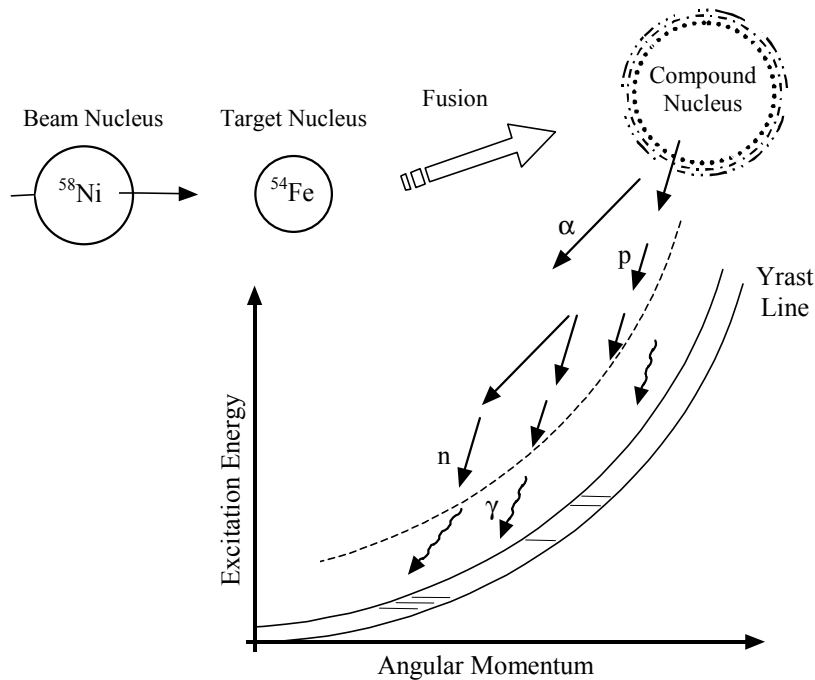 Compound
Nucleus
Fusion
Beam Nucleus
Target Nucleus
⁵⁸Ni
⁵⁴Fe
α
p
Yrast
Line
n
γ
Excitation Energy
Angular Momentum